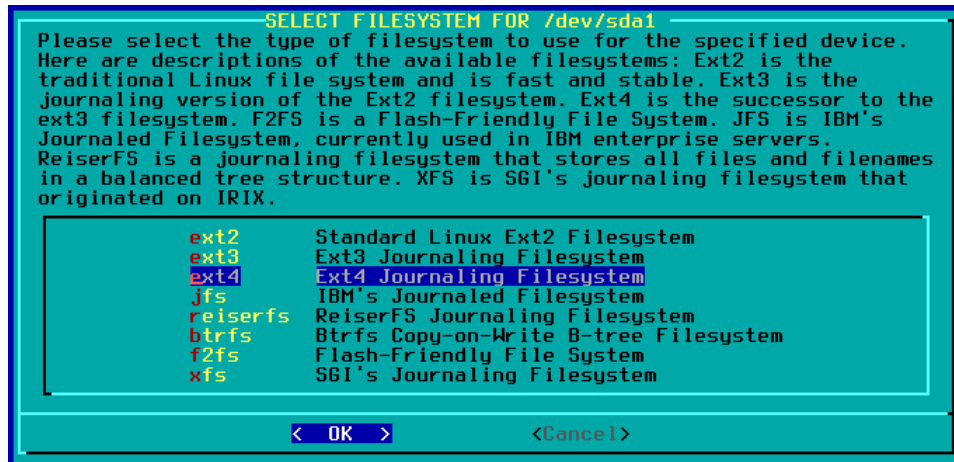 SELECT FILESYSTEM FOR /dev/sda1
Please select the type of filesystem to use for the specified device.
Here are descriptions of the available filesystems: Ext2 is the
traditional Linux file system and is fast and stable. Ext3 is the
journaling version of the Ext2 filesystem. Ext4 is the successor to the
ext3 filesystem. F2FS is a Flash-Friendly File System. JFS is IBM's
Journaled Filesystem, currently used in IBM enterprise servers.
ReiserFS is a journaling filesystem that stores all files and filenames
in a balanced tree structure. XFS is SGI's journaling filesystem that
originated on IRIX.
ext2 Standard Linux Ext2 Filesystem
ext3 Ext3 Journaling Filesystem
ext4 Ext4 Journaling Filesystem
jfs IBM's Journaled Filesystem
reiserfs ReiserFS Journaling Filesystem
btrfs Btrfs Copy-on-Write B-tree Filesystem
f2fs Flash-Friendly File System
xfs SGI's Journaling Filesystem
< OK > <Cancel>